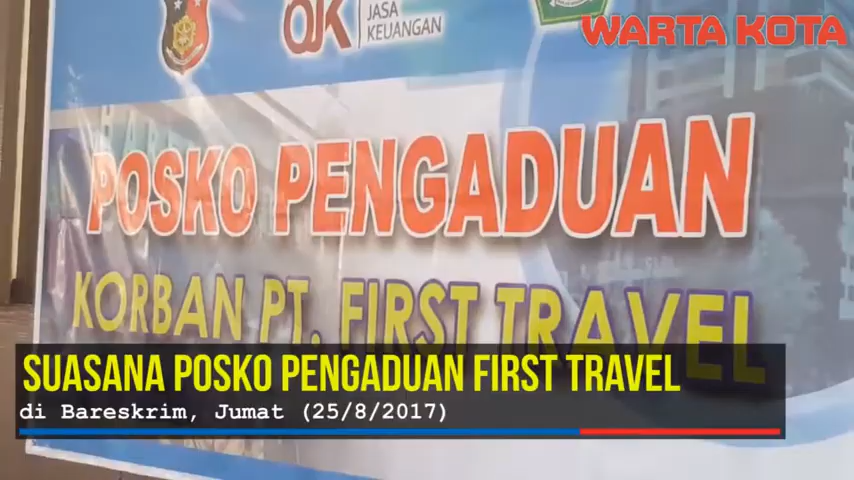 OJK
JASA
KEUANGAN
WARTA KOTA
POSKO PENGADUAN
KORBAN PT. FIRST TRAVEL
SUASANA POSKO PENGADUAN FIRST TRAVEL
di Bareskrim, Jumat (25/8/2017)